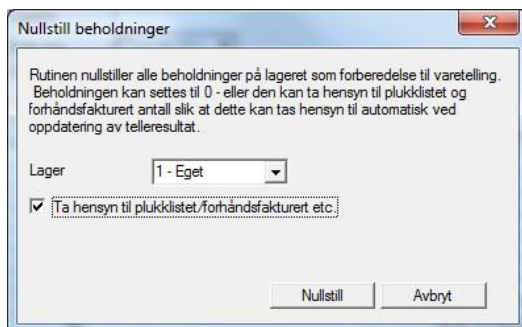 Nullstill beholdninger
Rutinen nullstiller alle beholdninger på lageret som forberedelse til varetelling.
Beholdningen kan settes til 0 - eller den kan ta hensyn til plukklistet og
forhåndsfakturert antall slik at dette kan tas hensyn til automatisk ved
oppdatering av telleresultat.
Lager 1 - Eget
Ta hensyn til plukklistet/forhåndsfakturert etc.
Nullstill Avbryt